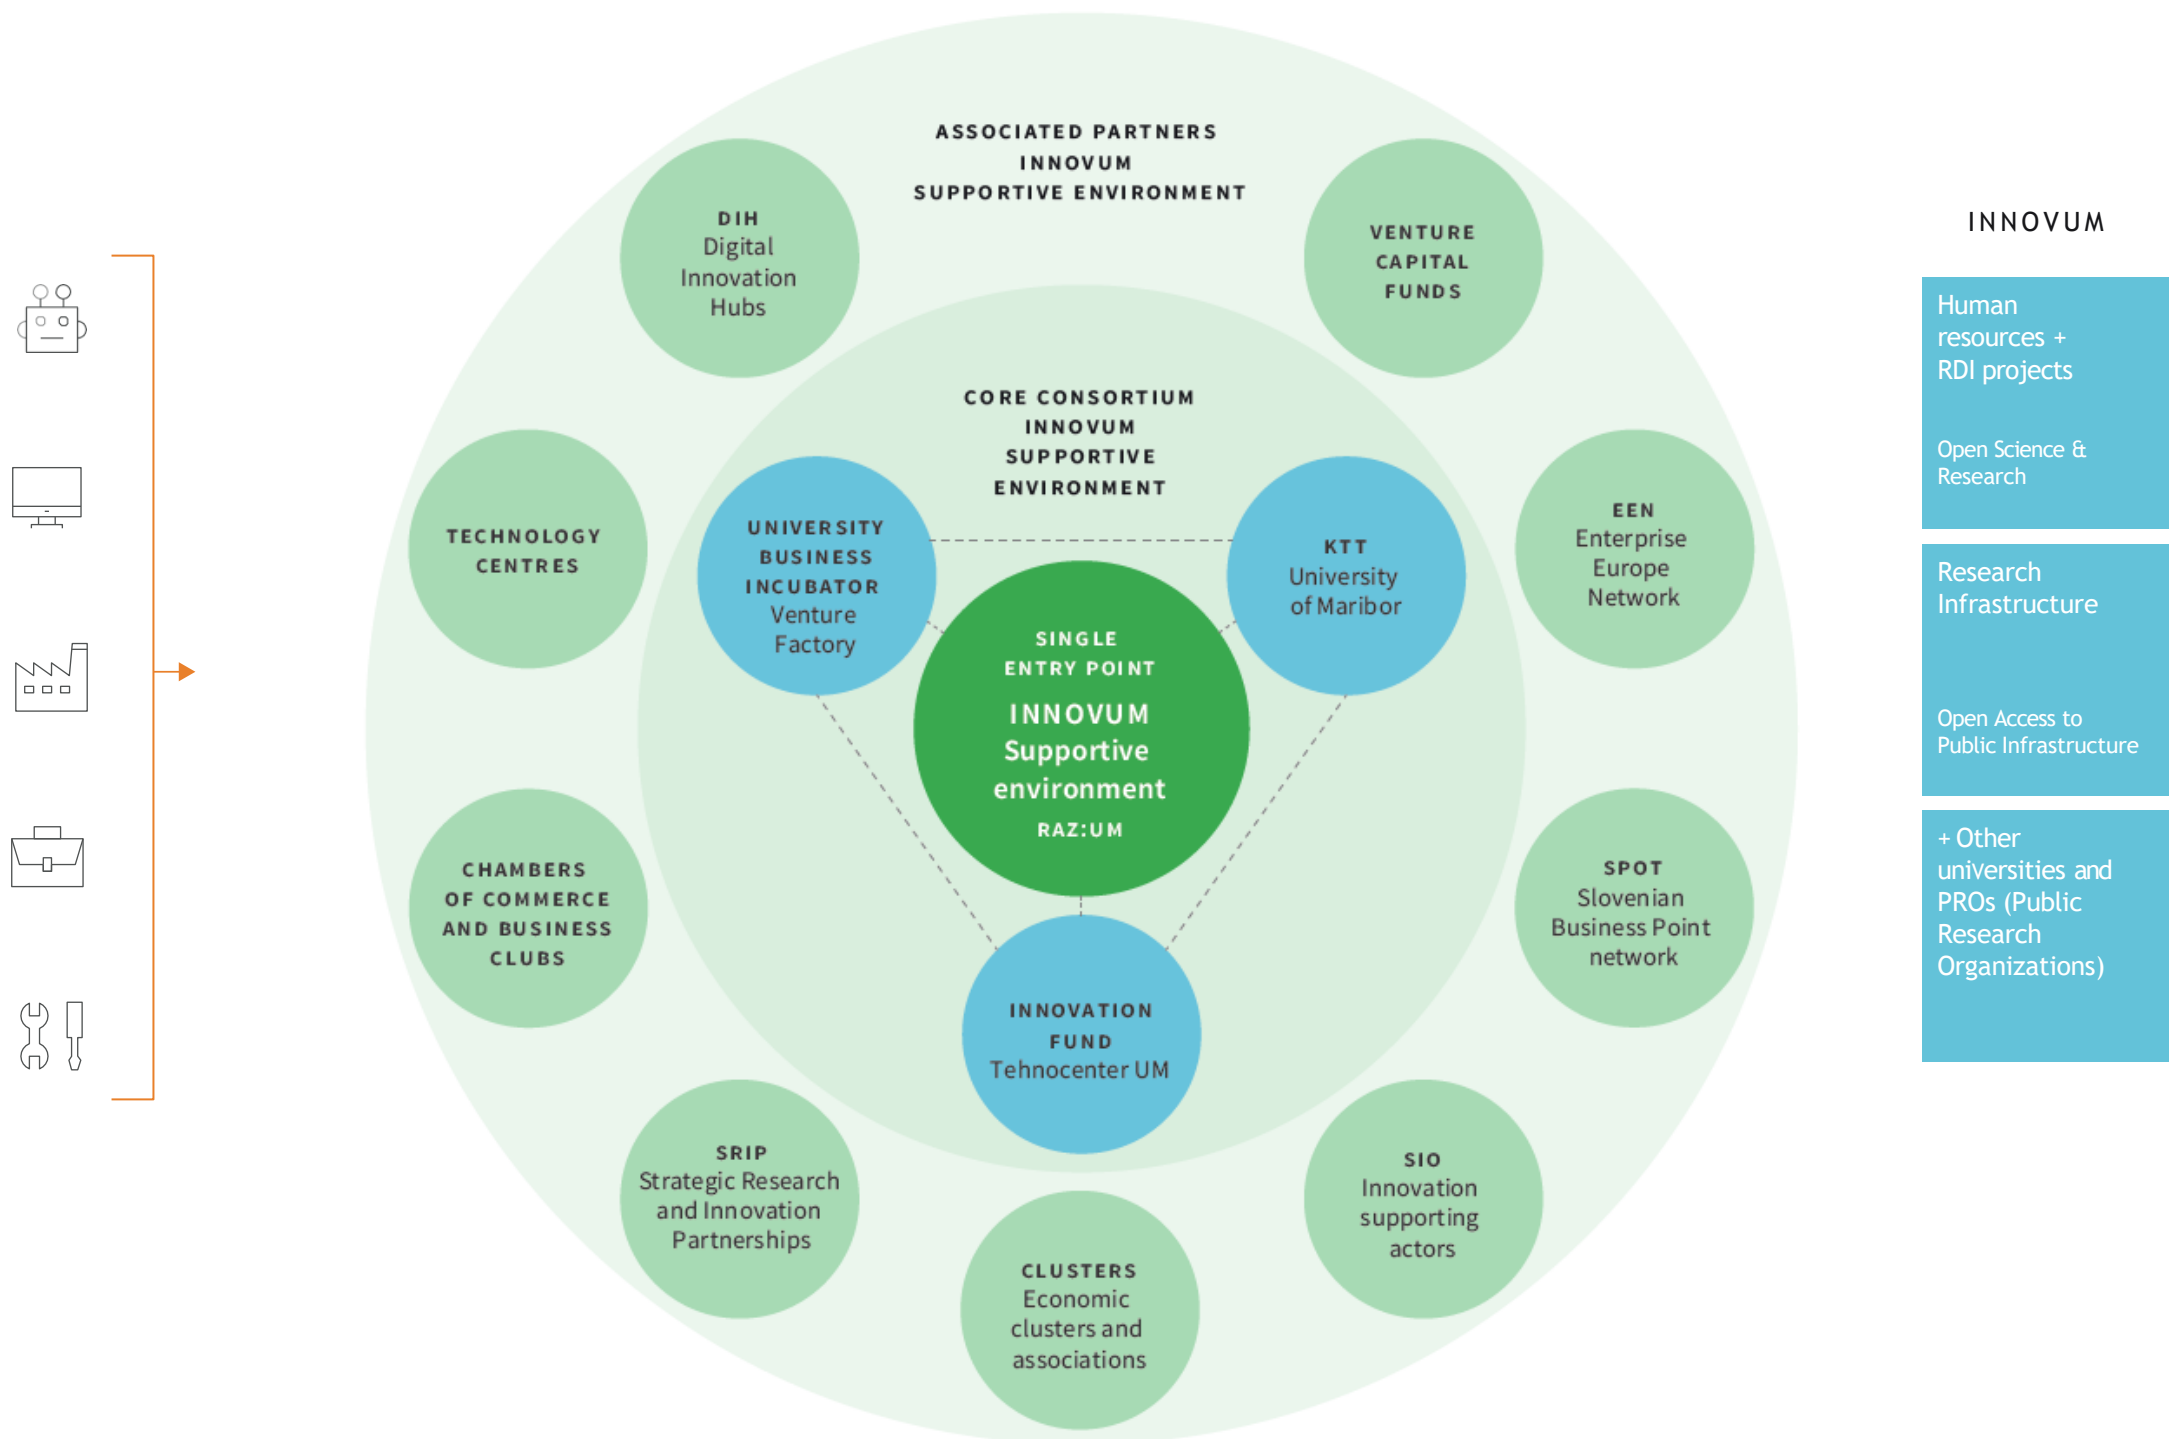 ASSOCIATED PARTNERS
INNOVUM
SUPPORTIVE ENVIRONMENT
DIH
Digital
Innovation
Hubs
VENTURE
CAPITAL
FUNDS
CORE CONSORTIUM
INNOVUM
SUPPORTIVE
ENVIRONMENT
TECHNOLOGY
CENTRES
UNIVERSITY
BUSINESS
INCUBATOR
Venture
Factory
KTT
University
of Maribor
EEN
Enterprise
Europe
Network
SINGLE
ENTRY POINT
INNOVUM
Supportive
environment
RAZ:UM
CHAMBERS
OF COMMERCE
AND BUSINESS
CLUBS
SPOT
Slovenian
Business Point
network
INNOVATION
FUND
Tehnocenter UM
SRIP
Strategic Research
and Innovation
Partnerships
SIO
Innovation
supporting
actors
CLUSTERS
Economic
clusters and
associations
INNOVUM
Human
resources +
RDI projects
Open Science &
Research
Research
Infrastructure
Open Access to
Public Infrastructure
+ Other
universities and
PROs (Public
Research
Organizations)